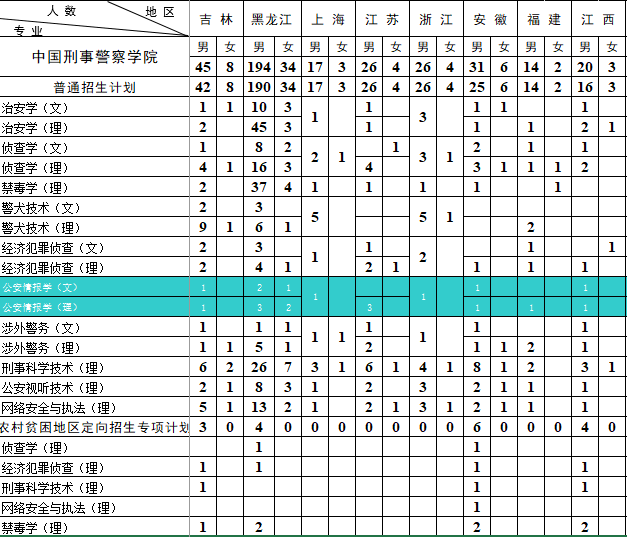 人 数 地 区 吉 林 黑龙江 上 海 江 苏 浙 江 安 徽 福 建 江 西
专 业
中国刑事警察学院 男 女 男 女 男 女 男 女 男 女 男 女 男 女 男 女
45 8 194 34 17 3 26 4 26 4 31 6 14 2 20 3
普通招生计划 42 8 190 34 17 3 26 4 26 4 25 6 14 2 16 3
治安学（文） 1 1 10 3 1 1 3 1 1 1
治安学（理） 2 45 3 1 1 1 2 1
侦查学（文） 1 8 2 2 1 1 3 1 2 1 1
侦查学（理） 4 1 16 3 4 3 1 1 1 2
禁毒学（理） 2 37 4 1 1 1 1 1
警犬技术（文） 2 3 5 5 1
警犬技术（理） 9 1 6 1 2
经济犯罪侦查（文） 2 3 1 1 2 1 1
经济犯罪侦查（理） 2 4 1 2 1 1 1 1
公安情报学（文） 1 2 1 1 1 1 1
公安情报学（理） 1 3 2 3 1 1 1
涉外警务（文） 1 1 1 1 1 1 1 1 1
涉外警务（理） 1 1 5 1 2 1 1 2 1
刑事科学技术（理） 6 2 26 7 3 1 6 1 4 1 8 1 2 3 1
公安视听技术（理） 2 1 8 3 1 2 3 2 1 1 1
网络安全与执法（理） 5 1 13 2 1 2 1 3 1 2 1 1 1
农村贫困地区定向招生专项计划 3 0 4 0 0 0 0 0 0 0 6 0 0 0 4 0
侦查学（理） 1 1
经济犯罪侦查（理） 1 1 1 1
刑事科学技术（理） 1 1 1
网络安全与执法（理） 1
禁毒学（理） 1 2 2 2